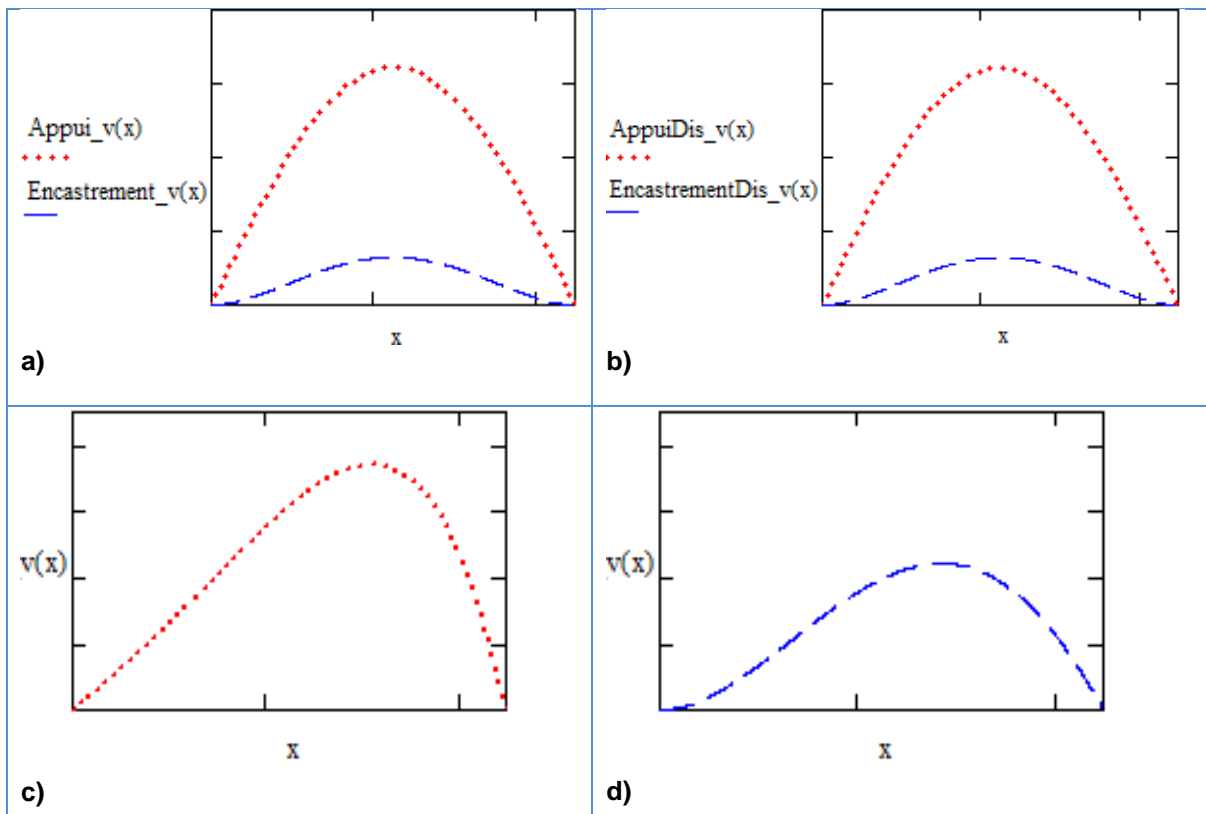 Appui_v(x)
Encastrement_v(x)
x
a)
AppuiDis_v(x)
EncastrementDis_v(x)
x
b)
v(x)
x
c)
v(x)
x
d)